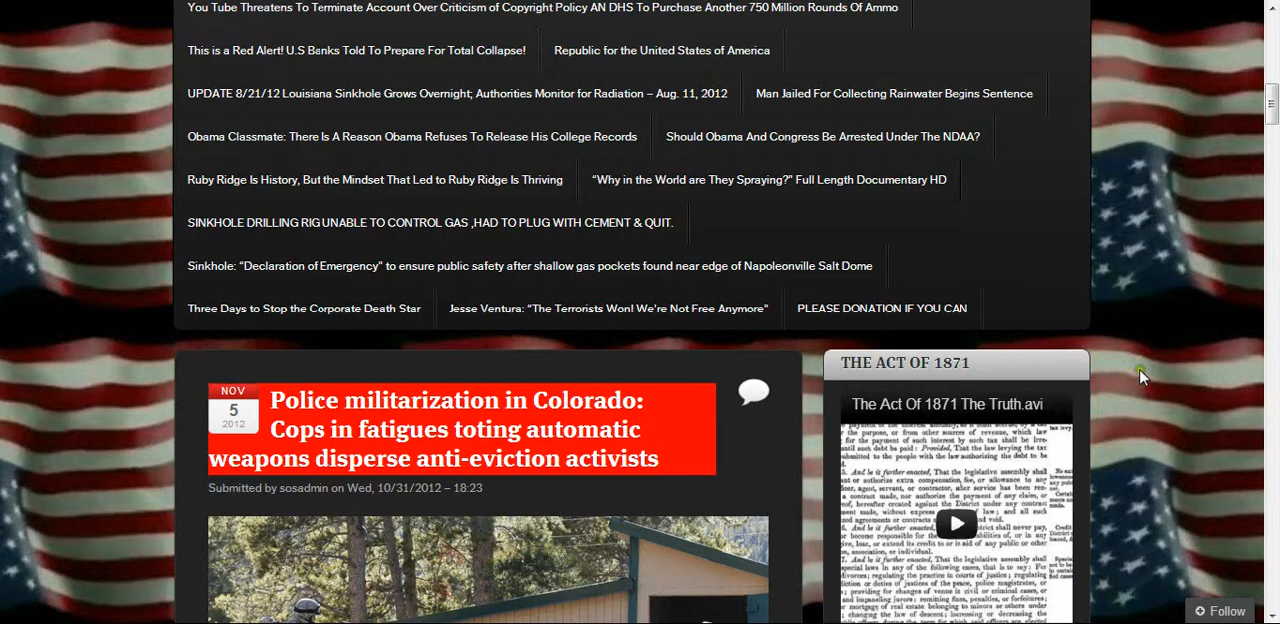 You Tube Threatens To Terminate Account Over Criticism of Copyright Policy AN DHS To Purchase Another 750 Million Rounds Of Ammo
This is a Red Alert! U.S Banks Told To Prepare For Total Collapse!
Republic for the United States of America
UPDATE 8/21/12 Louisiana Sinkhole Grows Overnight; Authorities Monitor for Radiation – Aug. 11, 2012
Man Jailed For Collecting Rainwater Begins Sentence
Obama Classmate: There Is A Reason Obama Refuses To Release His College Records
Should Obama And Congress Be Arrested Under The NDAA?
Ruby Ridge Is History, But the Mindset That Led to Ruby Ridge Is Thriving
“Why in the World are They Spraying?” Full Length Documentary HD
SINKHOLE DRILLING RIG UNABLE TO CONTROL GAS ,HAD TO PLUG WITH CEMENT & QUIT.
Sinkhole: “Declaration of Emergency” to ensure public safety after shallow gas pockets found near edge of Napoleonville Salt Dome
Three Days to Stop the Corporate Death Star
Jesse Ventura: “The Terrorists Won! We’re Not Free Anymore”
PLEASE DONATION IF YOU CAN
NOV
5
2012
Police militarization in Colorado:
Cops in fatigues toting automatic
weapons disperse anti-eviction activists
Submitted by sosadmin on Wed, 10/31/2012 – 18:23
THE ACT OF 1871
The Act Of 1871 The Truth.avi
Follow